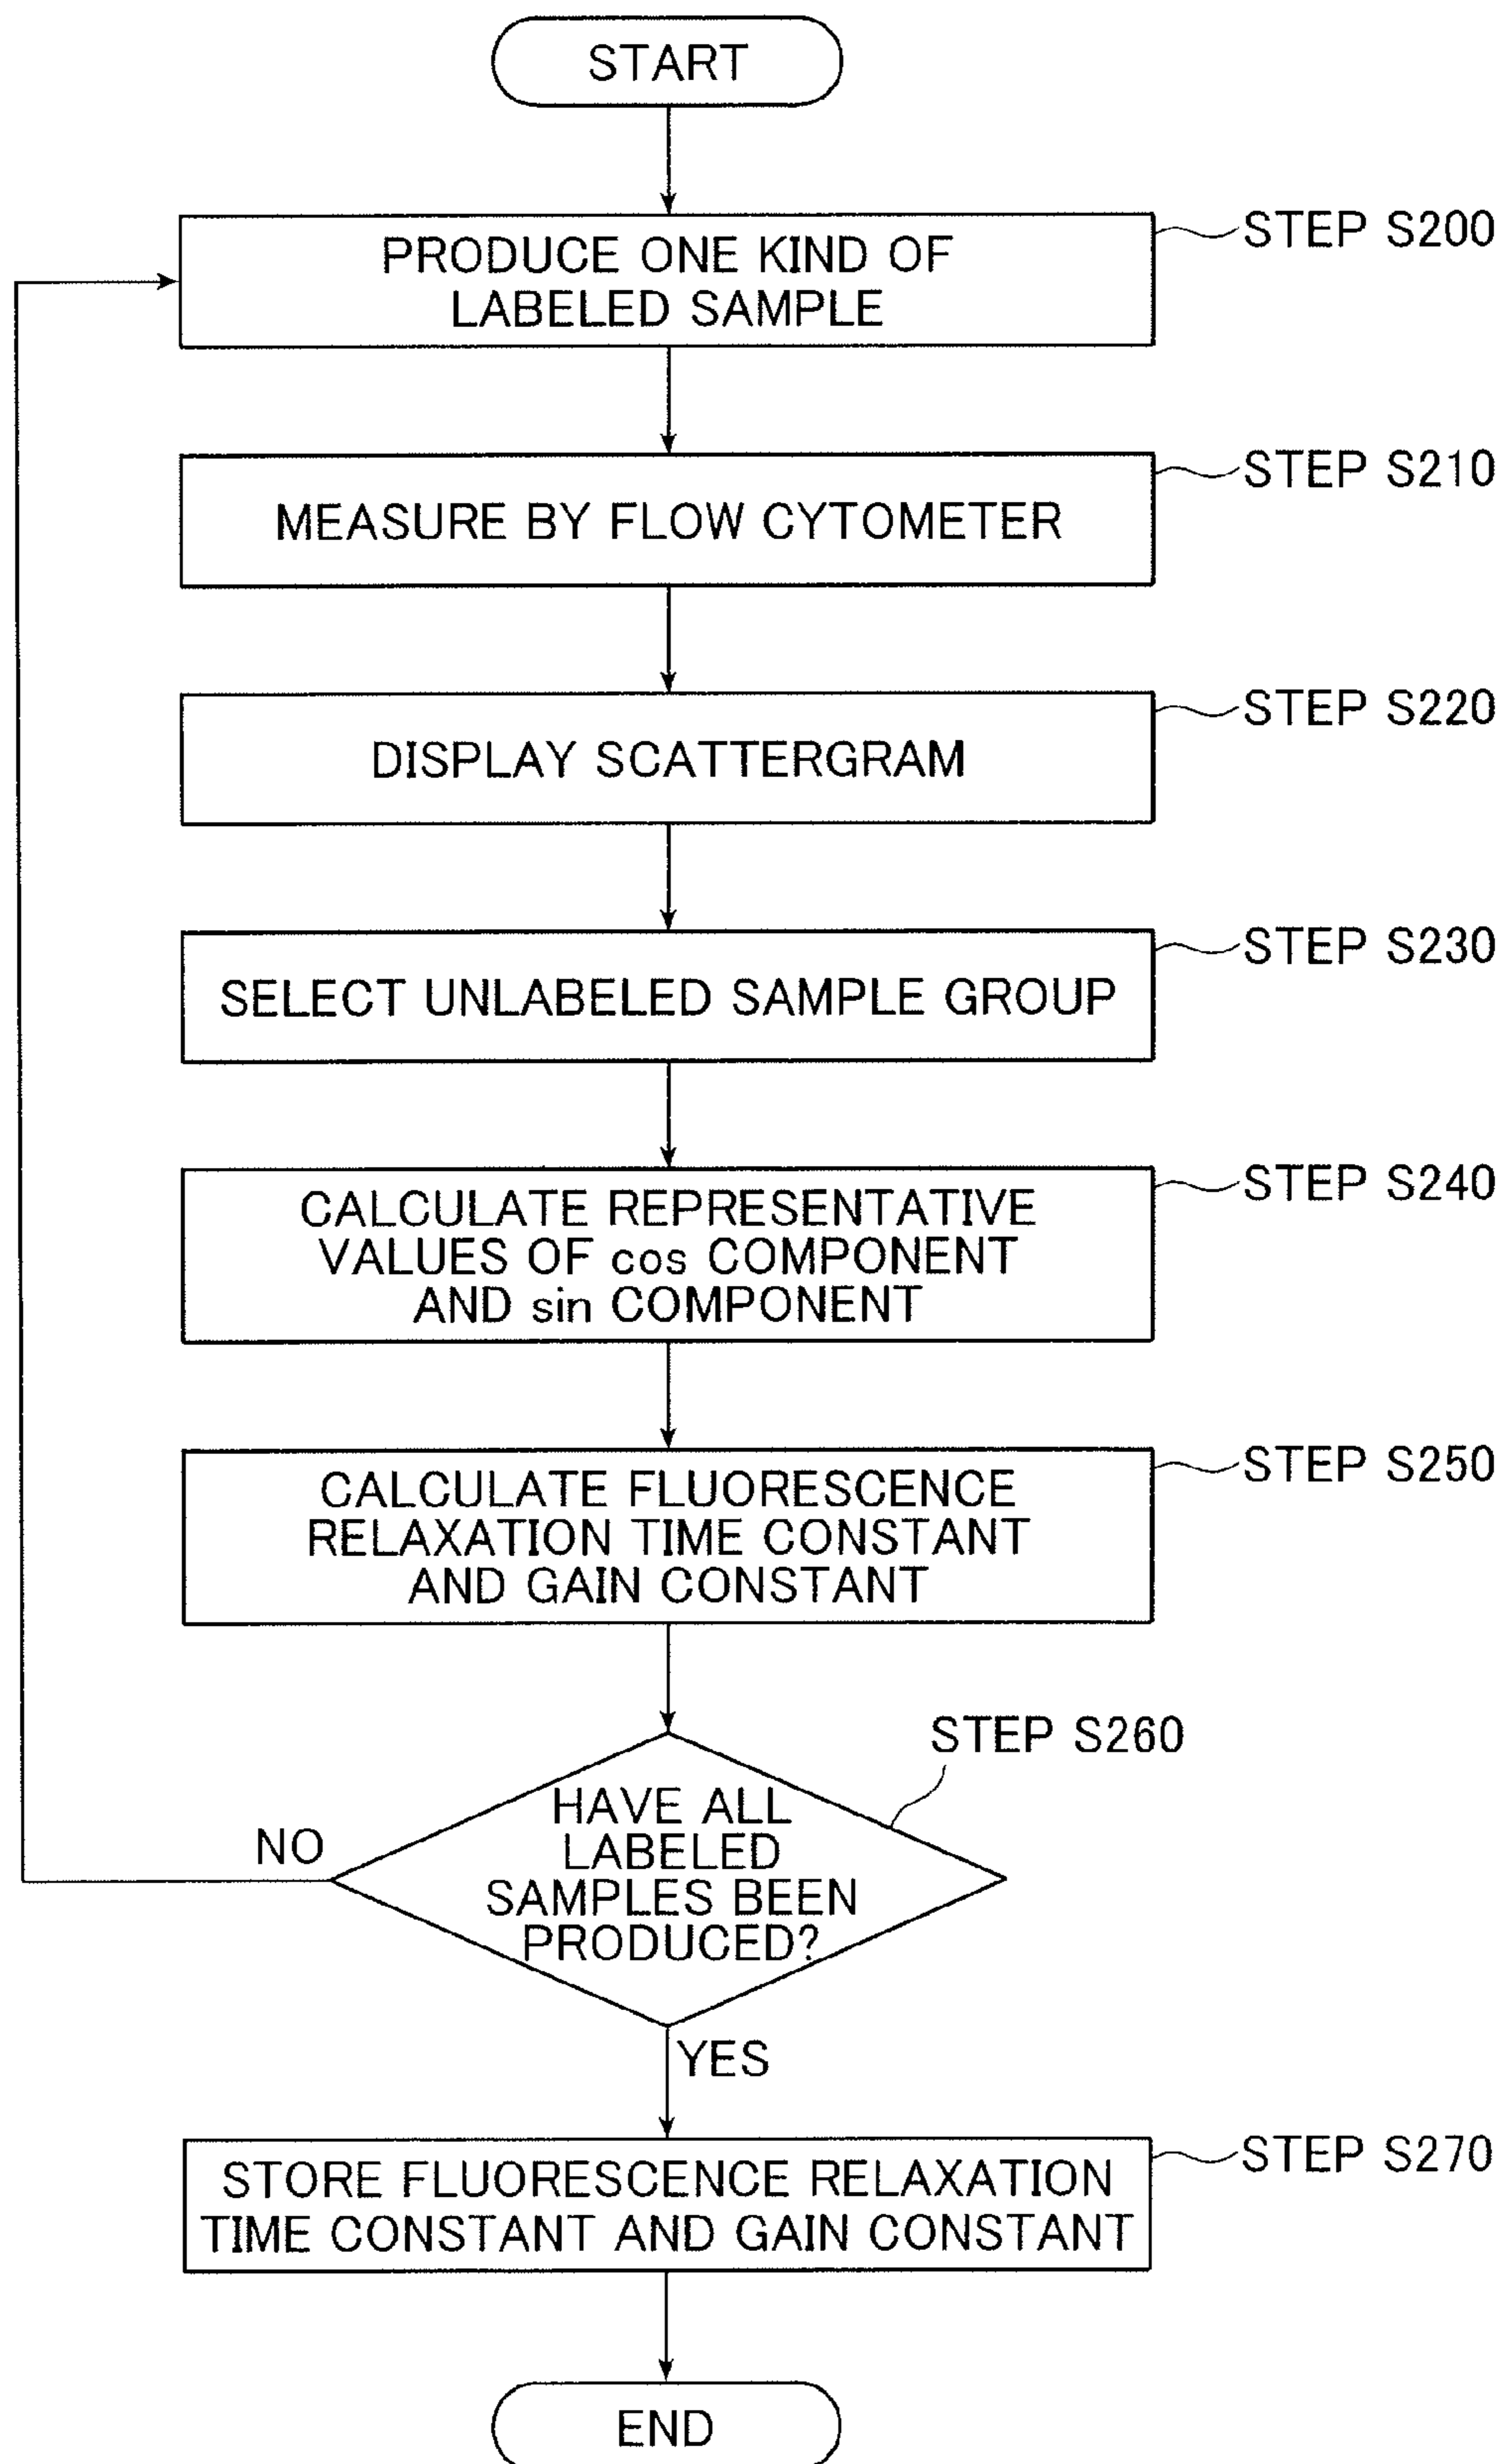 START
PRODUCE ONE KIND OF
LABELED SAMPLE
STEP S200
MEASURE BY FLOW CYTOMETER
STEP S210
DISPLAY SCATTERGRAM
STEP S220
SELECT UNLABELED SAMPLE GROUP
STEP S230
CALCULATE REPRESENTATIVE
VALUES OF cos COMPONENT
AND sin COMPONENT
STEP S240
CALCULATE FLUORESCENCE
RELAXATION TIME CONSTANT
AND GAIN CONSTANT
STEP S250
HAVE ALL
LABELED
SAMPLES BEEN
PRODUCED?
STEP S260
NO
YES
STORE FLUORESCENCE RELAXATION
TIME CONSTANT AND GAIN CONSTANT
STEP S270
END